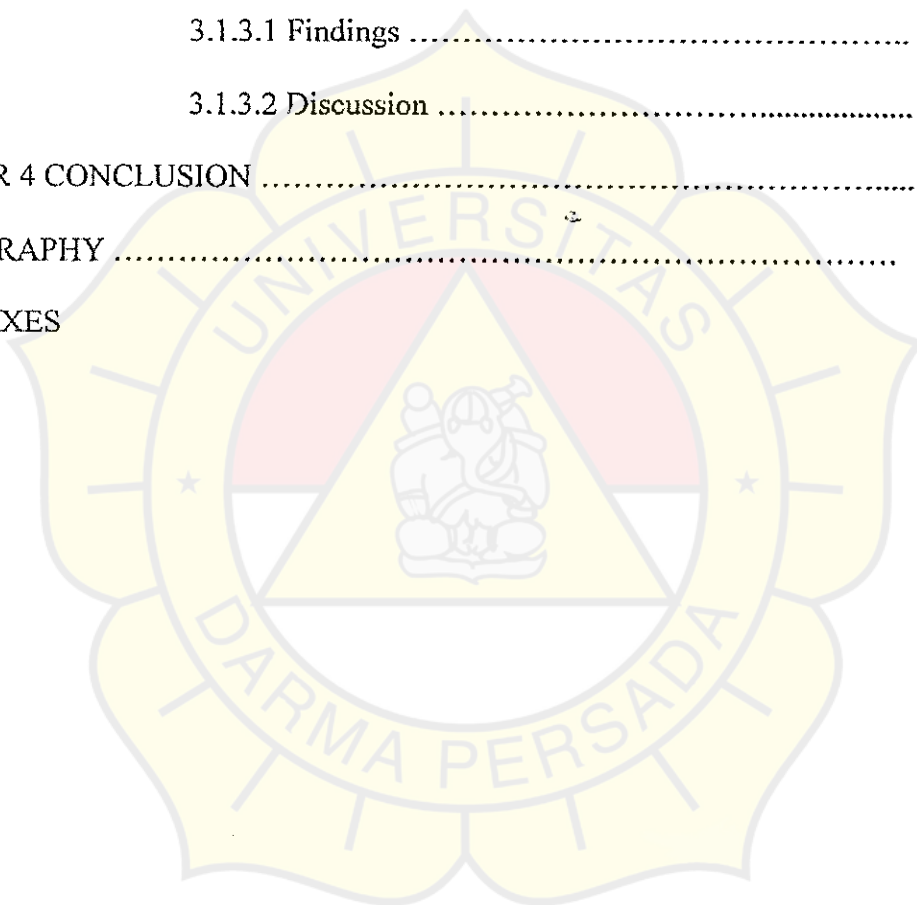 3.1.3.1 Findings ..................................................
3.1.3.2 Discussion ..................................................
R 4 CONCLUSION ..................................................................
RAPHY ..............................................................................
XES
UNIVERSITAS
DARMA PERSADA